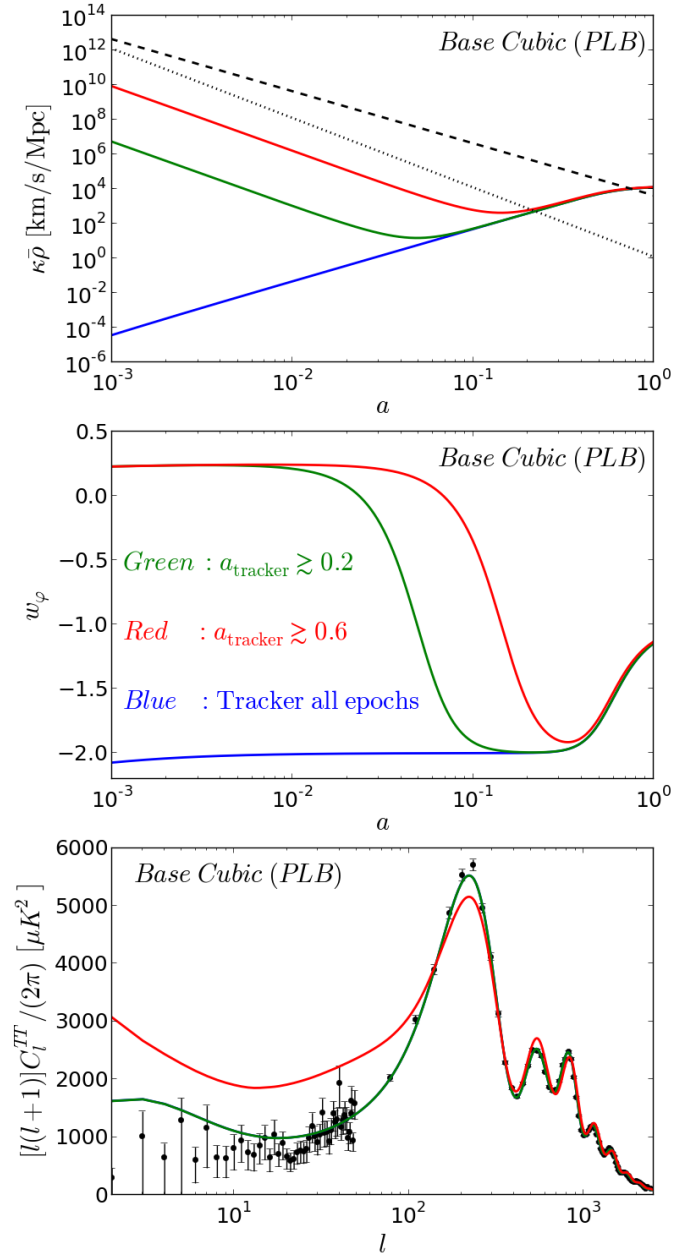 Base Cubic (PLB)
κρ̄ [km/s/Mpc]
10^14
10^12
10^10
10^8
10^6
10^4
10^2
10^0
10^-2
10^-4
10^-6
10^-3
10^-2
10^-1
10^0
a
Base Cubic (PLB)
w_φ
0.5
0.0
−0.5
−1.0
−1.5
−2.0
Green : a_tracker ≳ 0.2
Red : a_tracker ≳ 0.6
Blue : Tracker all epochs
10^-3
10^-2
10^-1
10^0
a
Base Cubic (PLB)
[l(l+1)]C_l^TT/(2π) [μK^2]
6000
5000
4000
3000
2000
1000
0
10^1
10^2
10^3
l